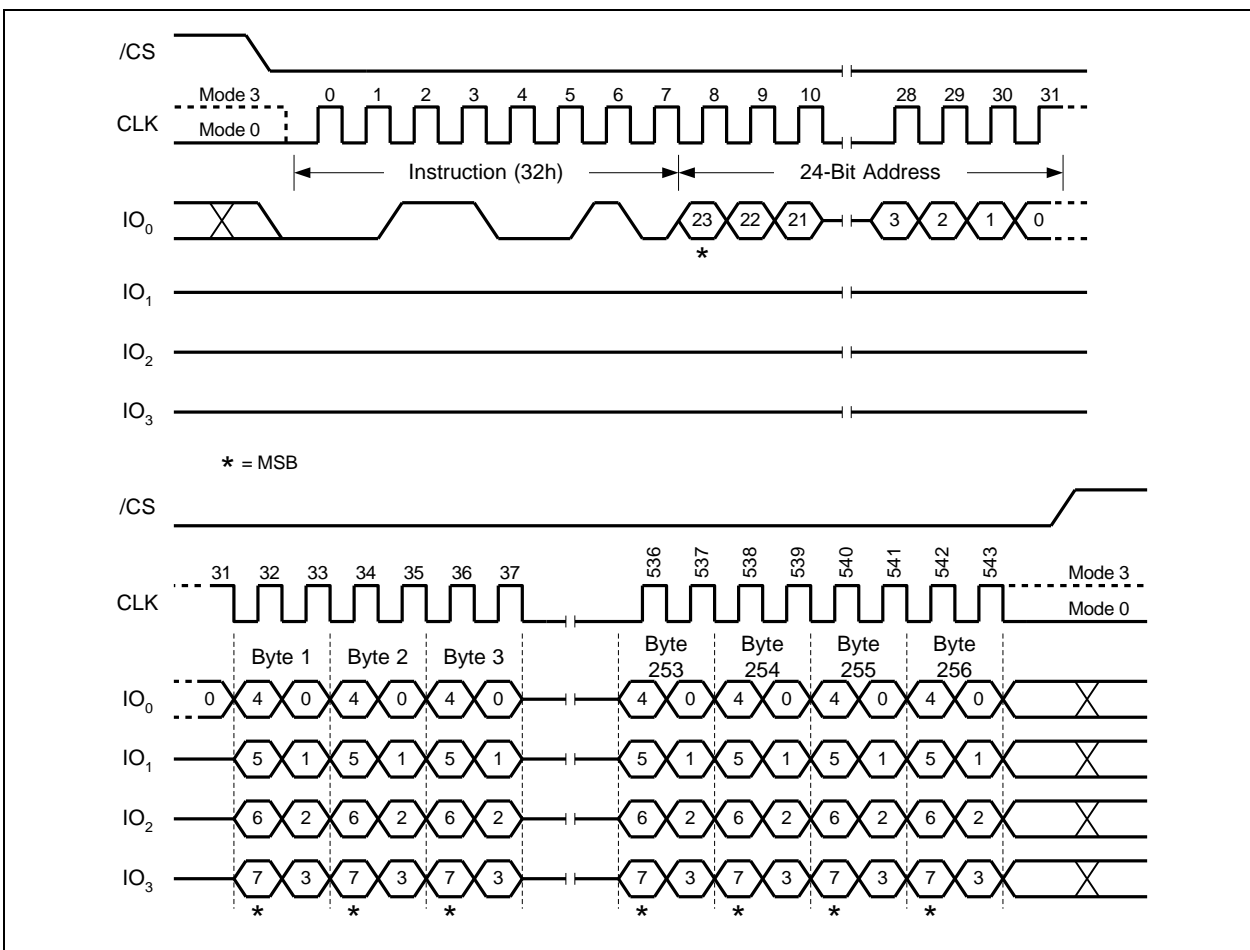 /CS
0 1 2 3 4 5 6 7 8 9 10 28 29 30 31
Mode 3
CLK
Mode 0
Instruction (32h) 24-Bit Address
IO0 23 22 21 3 2 1 0
*
IO1
IO2
IO3
* = MSB
/CS
31 32 33 34 35 36 37 536 537 538 539 540 541 542 543
Mode 3
CLK
Mode 0
Byte 1 Byte 2 Byte 3 Byte 253 Byte 254 Byte 255 Byte 256
IO0 0 4 0 4 0 4 0 4 0 4 0 4 0 4 0
IO1 5 1 5 1 5 1 5 1 5 1 5 1 5 1
IO2 6 2 6 2 6 2 6 2 6 2 6 2 6 2
IO3 7 3 7 3 7 3 7 3 7 3 7 3 7 3
* * * * * * *